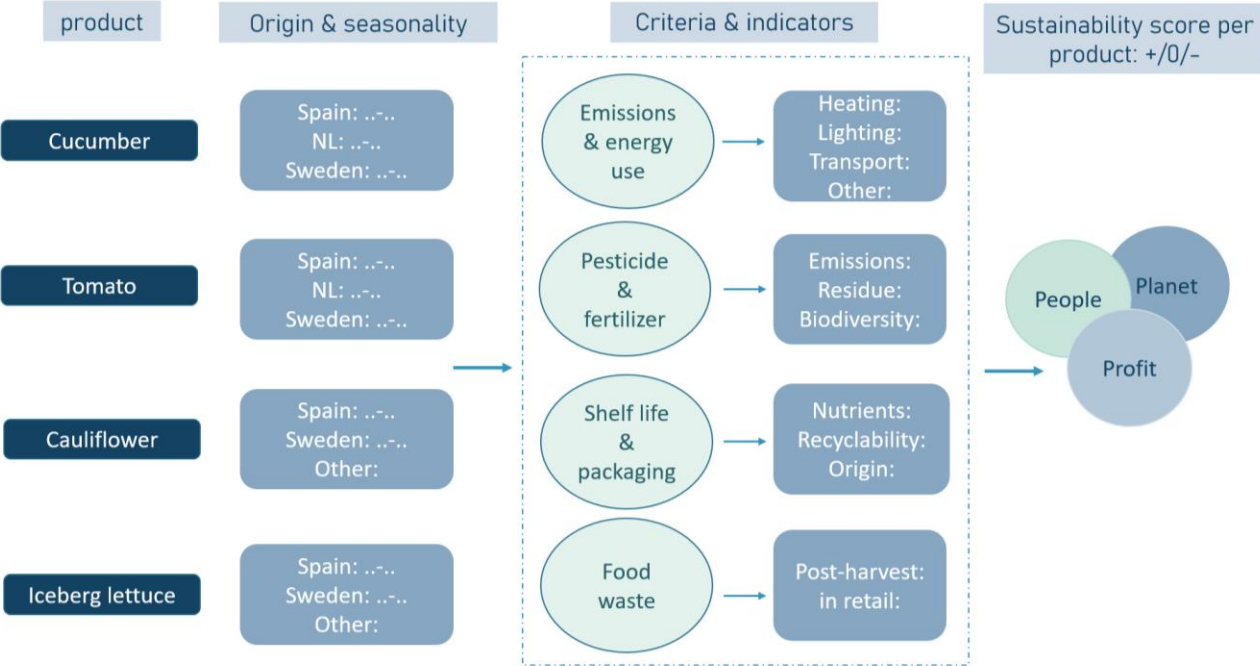 product
Origin & seasonality
Criteria & indicators
Sustainability score per
product: +/0/–
Cucumber
Spain: ..-..
NL: ..-..
Sweden: ..-..
Emissions
& energy
use
Heating:
Lighting:
Transport:
Other:
Tomato
Spain: ..-..
NL: ..-..
Sweden: ..-..
Pesticide
&
fertilizer
Emissions:
Residue:
Biodiversity:
Cauliflower
Spain: ..-..
Sweden: ..-..
Other:
Shelf life
&
packaging
Nutrients:
Recyclability:
Origin:
Iceberg lettuce
Spain: ..-..
Sweden: ..-..
Other:
Food
waste
Post-harvest:
in retail:
People
Planet
Profit